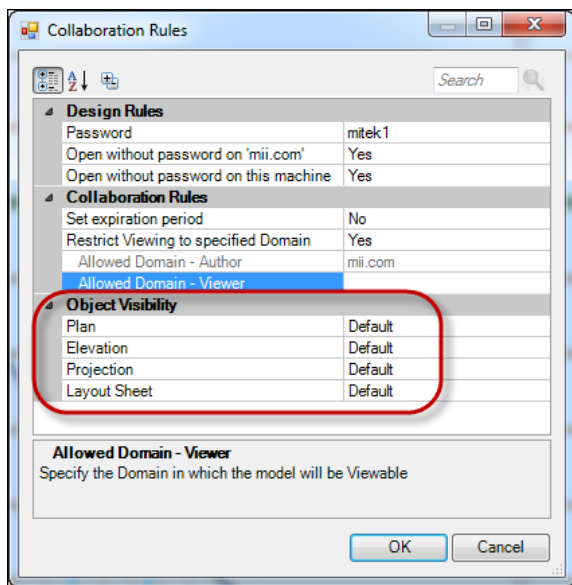 Collaboration Rules
Search
Design Rules
Password mitek1
Open without password on 'mii.com' Yes
Open without password on this machine Yes
Collaboration Rules
Set expiration period No
Restrict Viewing to specified Domain Yes
Allowed Domain - Author mii.com
Allowed Domain - Viewer
Object Visibility
Plan Default
Elevation Default
Projection Default
Layout Sheet Default
Allowed Domain - Viewer
Specify the Domain in which the model will be Viewable
OK Cancel